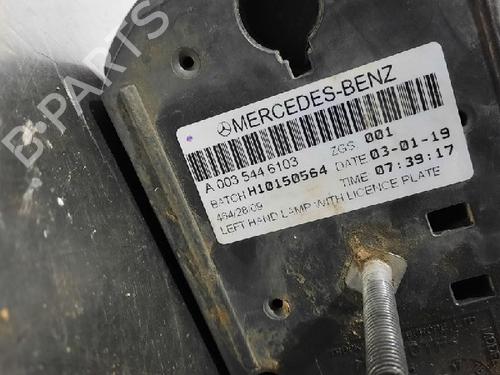 B-PARTS
MERCEDES-BENZ
A 003 544 6103 ZGS 001
BATCH H10150564 DATE 03-01-19
464/28/09 TIME 07:39:17
LEFT HAND LAMP WITH LICENCE PLATE